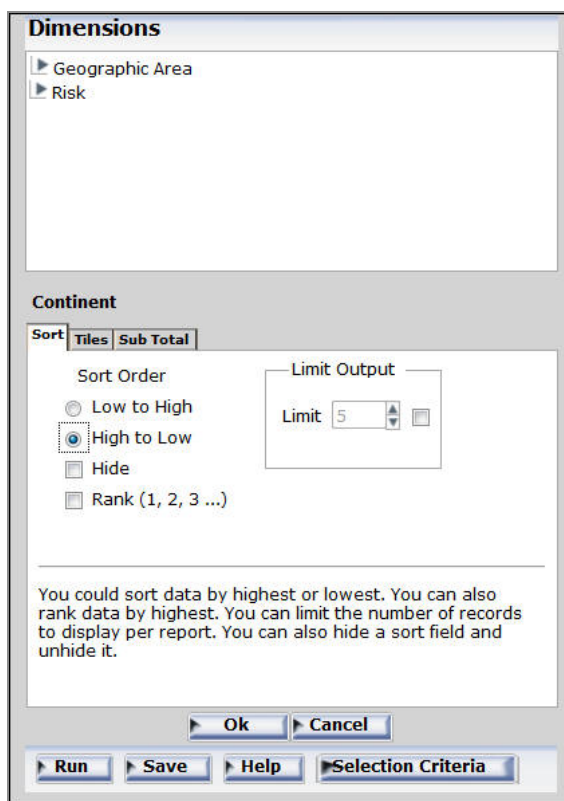 Dimensions
Geographic Area
Risk
Continent
Sort Tiles Sub Total
Sort Order
Low to High
High to Low
Hide
Rank (1, 2, 3 ...)
Limit Output
Limit 5
You could sort data by highest or lowest. You can also
rank data by highest. You can limit the number of records
to display per report. You can also hide a sort field and
unhide it.
Ok Cancel
Run Save Help Selection Criteria